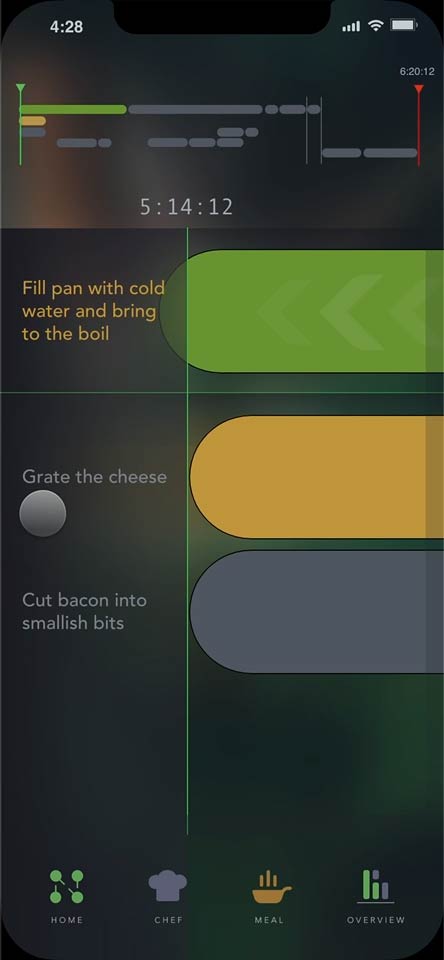 4:28
6:20:12
5:14:12
Fill pan with cold
water and bring
to the boil
Grate the cheese
Cut bacon into
smallish bits
HOME
CHEF
MEAL
OVERVIEW